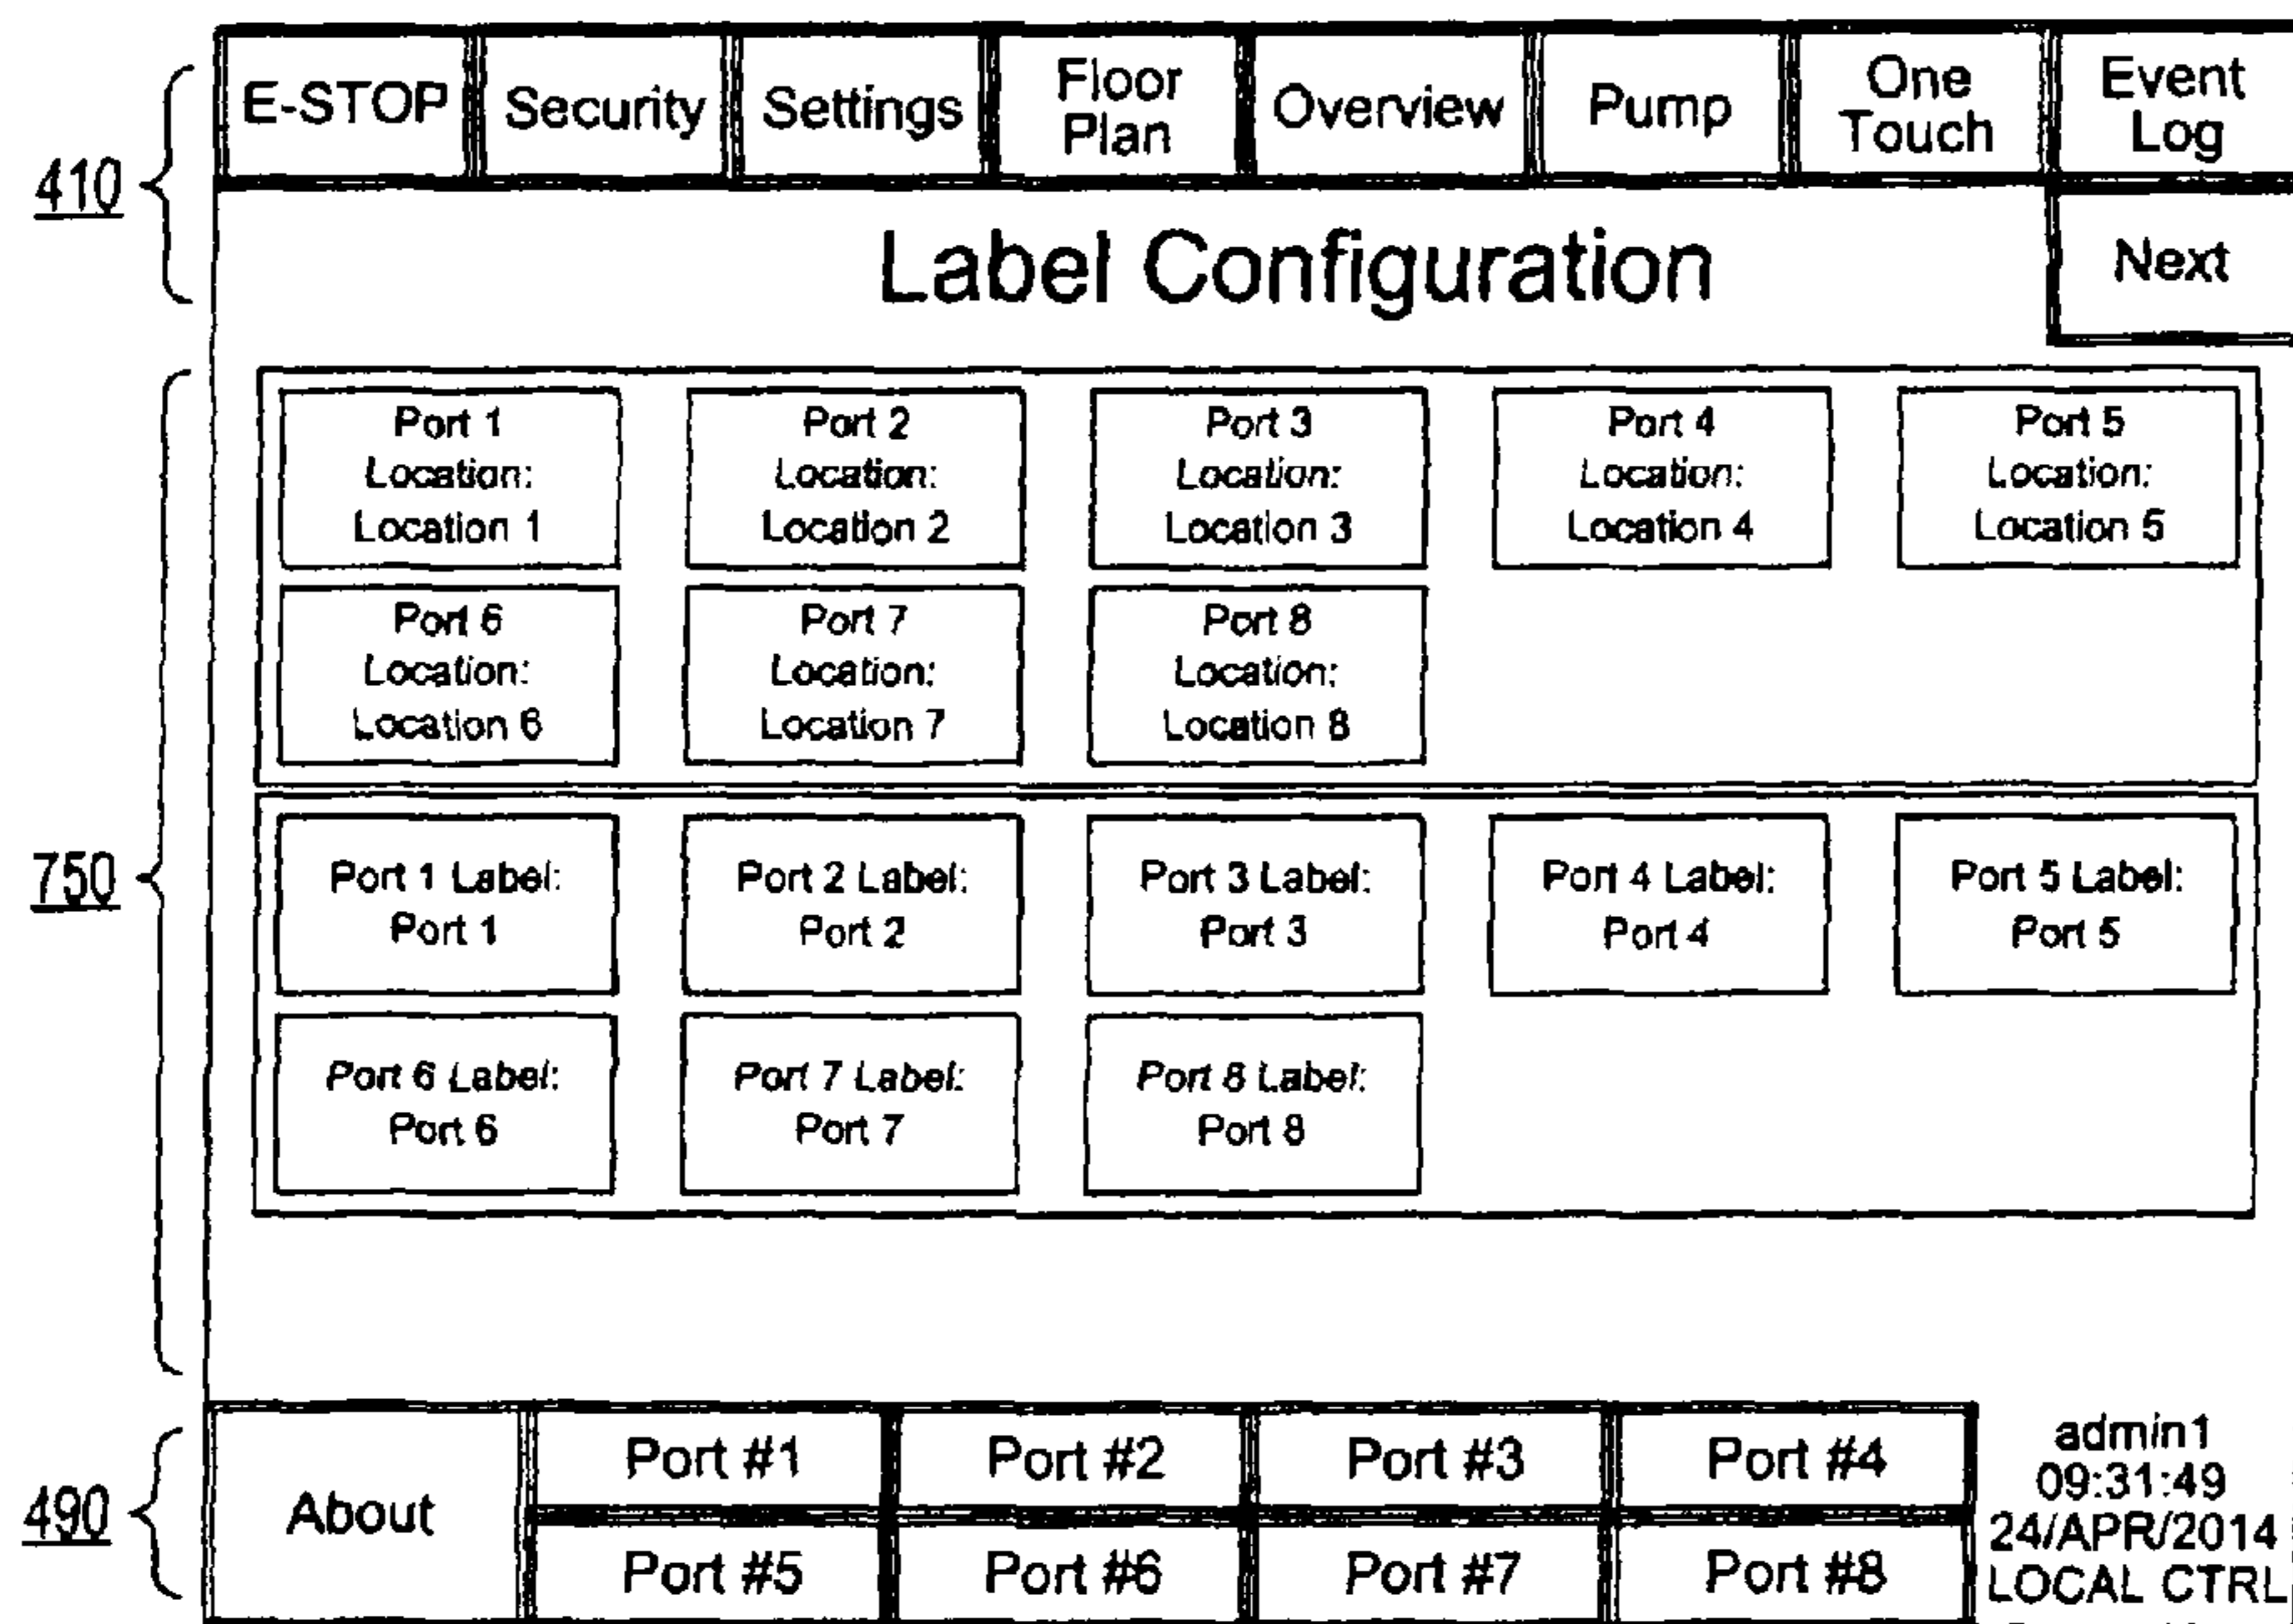 410
E-STOP
Security
Settings
Floor
Plan
Overview
Pump
One
Touch
Event
Log
Label Configuration
Next
750
Port 1
Location:
Location 1
Port 2
Location:
Location 2
Port 3
Location:
Location 3
Port 4
Location:
Location 4
Port 5
Location:
Location 5
Port 6
Location:
Location 6
Port 7
Location:
Location 7
Port 8
Location:
Location 8
Port 1 Label:
Port 1
Port 2 Label:
Port 2
Port 3 Label:
Port 3
Port 4 Label:
Port 4
Port 5 Label:
Port 5
Port 6 Label:
Port 6
Port 7 Label:
Port 7
Port 8 Label:
Port 8
490
About
Port #1
Port #2
Port #3
Port #4
Port #5
Port #6
Port #7
Port #8
admin1
09:31:49
24/APR/2014
LOCAL CTRL